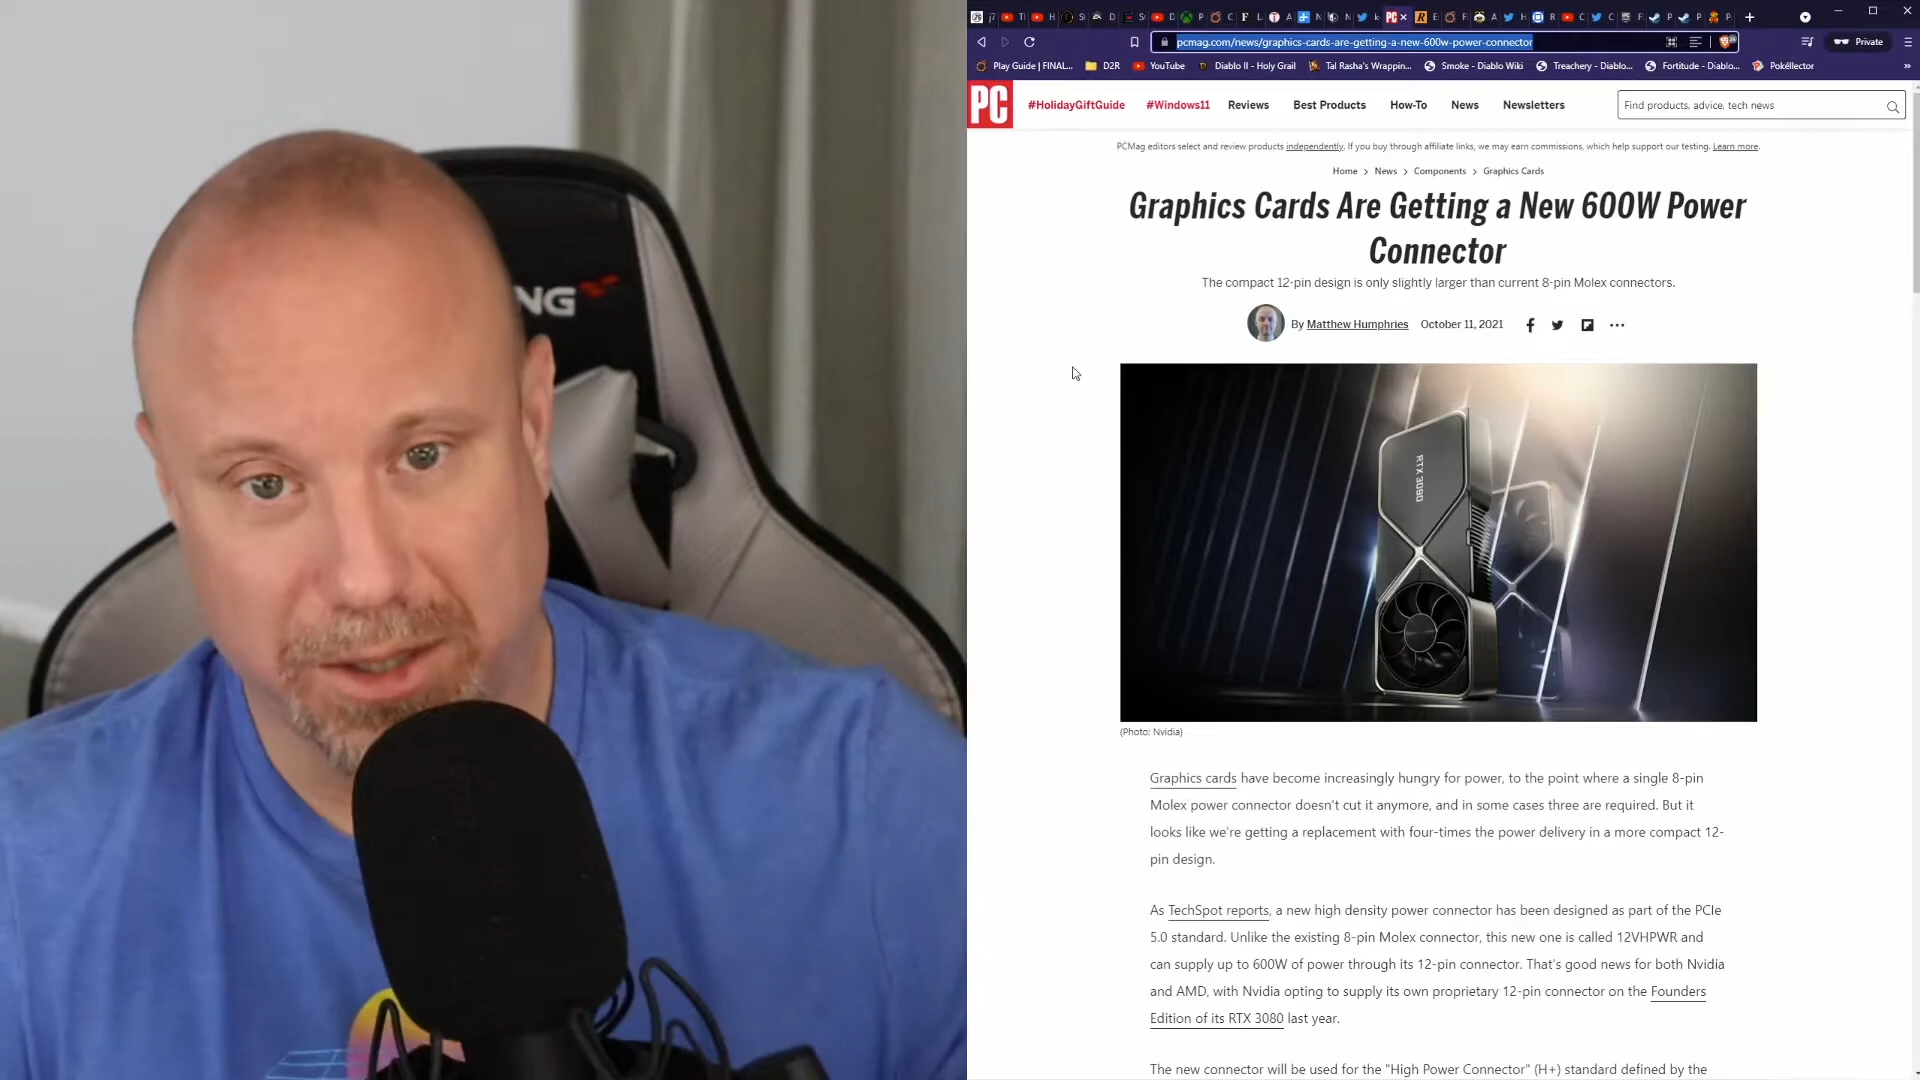 pcmag.com/news/graphics-cards-are-getting-a-new-600w-power-connector
Private
Play Guide | FINAL...
D2R
YouTube
Diablo II - Holy Grail
Tal Rasha's Wrappin...
Smoke - Diablo Wiki
Treachery - Diablo...
Fortitude - Diablo...
Pokéllector
PC
#HolidayGiftGuide
#Windows11
Reviews
Best Products
How-To
News
Newsletters
Find products, advice, tech news
PCMag editors select and review products independently. If you buy through affiliate links, we may earn commissions, which help support our testing. Learn more.
Home > News > Components > Graphics Cards
Graphics Cards Are Getting a New 600W Power
Connector
The compact 12-pin design is only slightly larger than current 8-pin Molex connectors.
By Matthew Humphries October 11, 2021
RTX 3090
(Photo: Nvidia)
Graphics cards have become increasingly hungry for power, to the point where a single 8-pin
Molex power connector doesn't cut it anymore, and in some cases three are required. But it
looks like we're getting a replacement with four-times the power delivery in a more compact 12-
pin design.
As TechSpot reports, a new high density power connector has been designed as part of the PCIe
5.0 standard. Unlike the existing 8-pin Molex connector, this new one is called 12VHPWR and
can supply up to 600W of power through its 12-pin connector. That's good news for both Nvidia
and AMD, with Nvidia opting to supply its own proprietary 12-pin connector on the Founders
Edition of its RTX 3080 last year.
The new connector will be used for the "High Power Connector" (H+) standard defined by the
NG